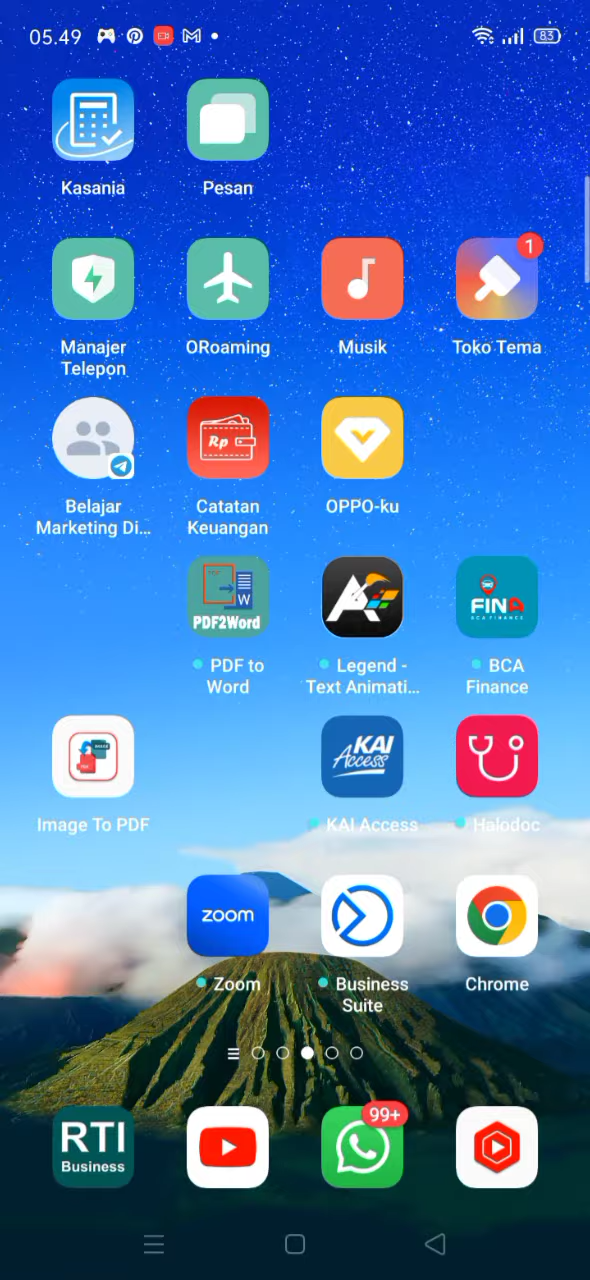 05.49
83
Kasania
Pesan
1
Manajer
Telepon
ORoaming
Musik
Toko Tema
Rp
Belajar
Marketing Di...
Catatan
Keuangan
OPPO-ku
W
PDF2Word
FINA
BCA FINANCE
PDF to
Word
Legend -
Text Animati...
BCA
Finance
KAI
Access
Image To PDF
KAI Access
Halodoc
zoom
Zoom
Business
Suite
Chrome
RTI
Business
99+